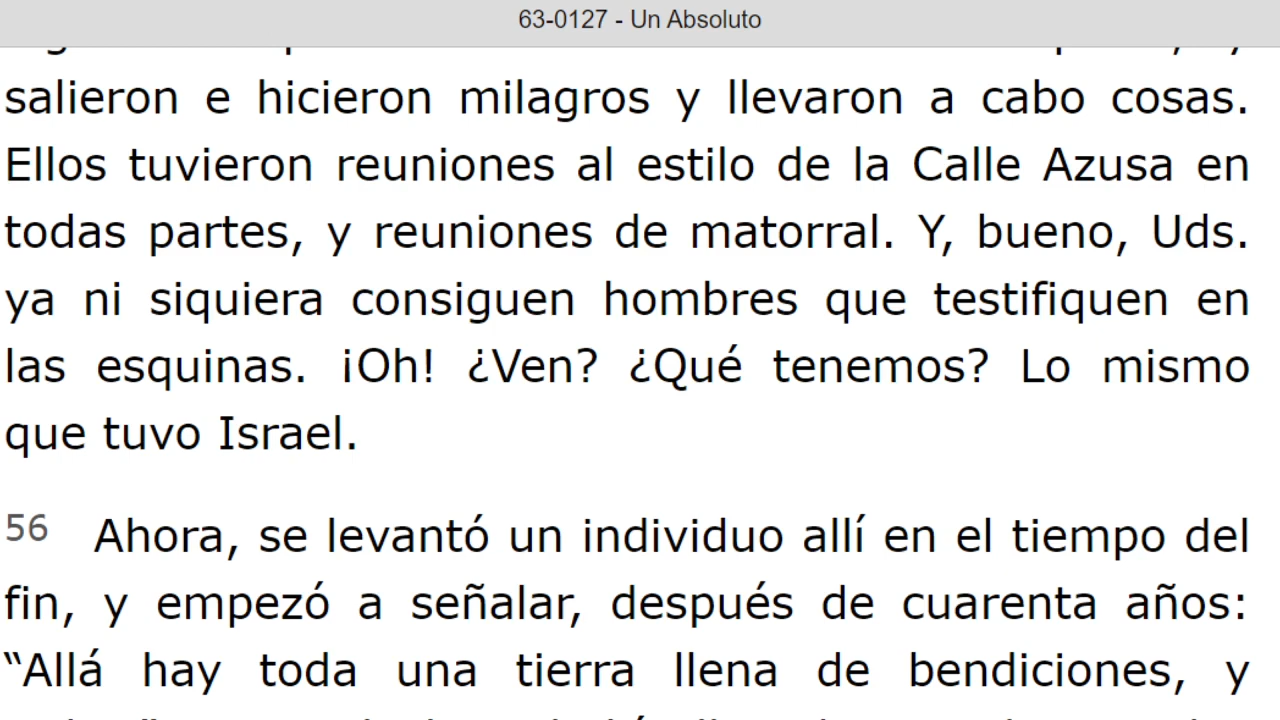 63-0127 - Un Absoluto
salieron e hicieron milagros y llevaron a cabo cosas.
Ellos tuvieron reuniones al estilo de la Calle Azusa en
todas partes, y reuniones de matorral. Y, bueno, Uds.
ya ni siquiera consiguen hombres que testifiquen en
las esquinas. ¡Oh! ¿Ven? ¿Qué tenemos? Lo mismo
que tuvo Israel.
56 Ahora, se levantó un individuo allí en el tiempo del
fin, y empezó a señalar, después de cuarenta años:
“Allá hay toda una tierra llena de bendiciones, y